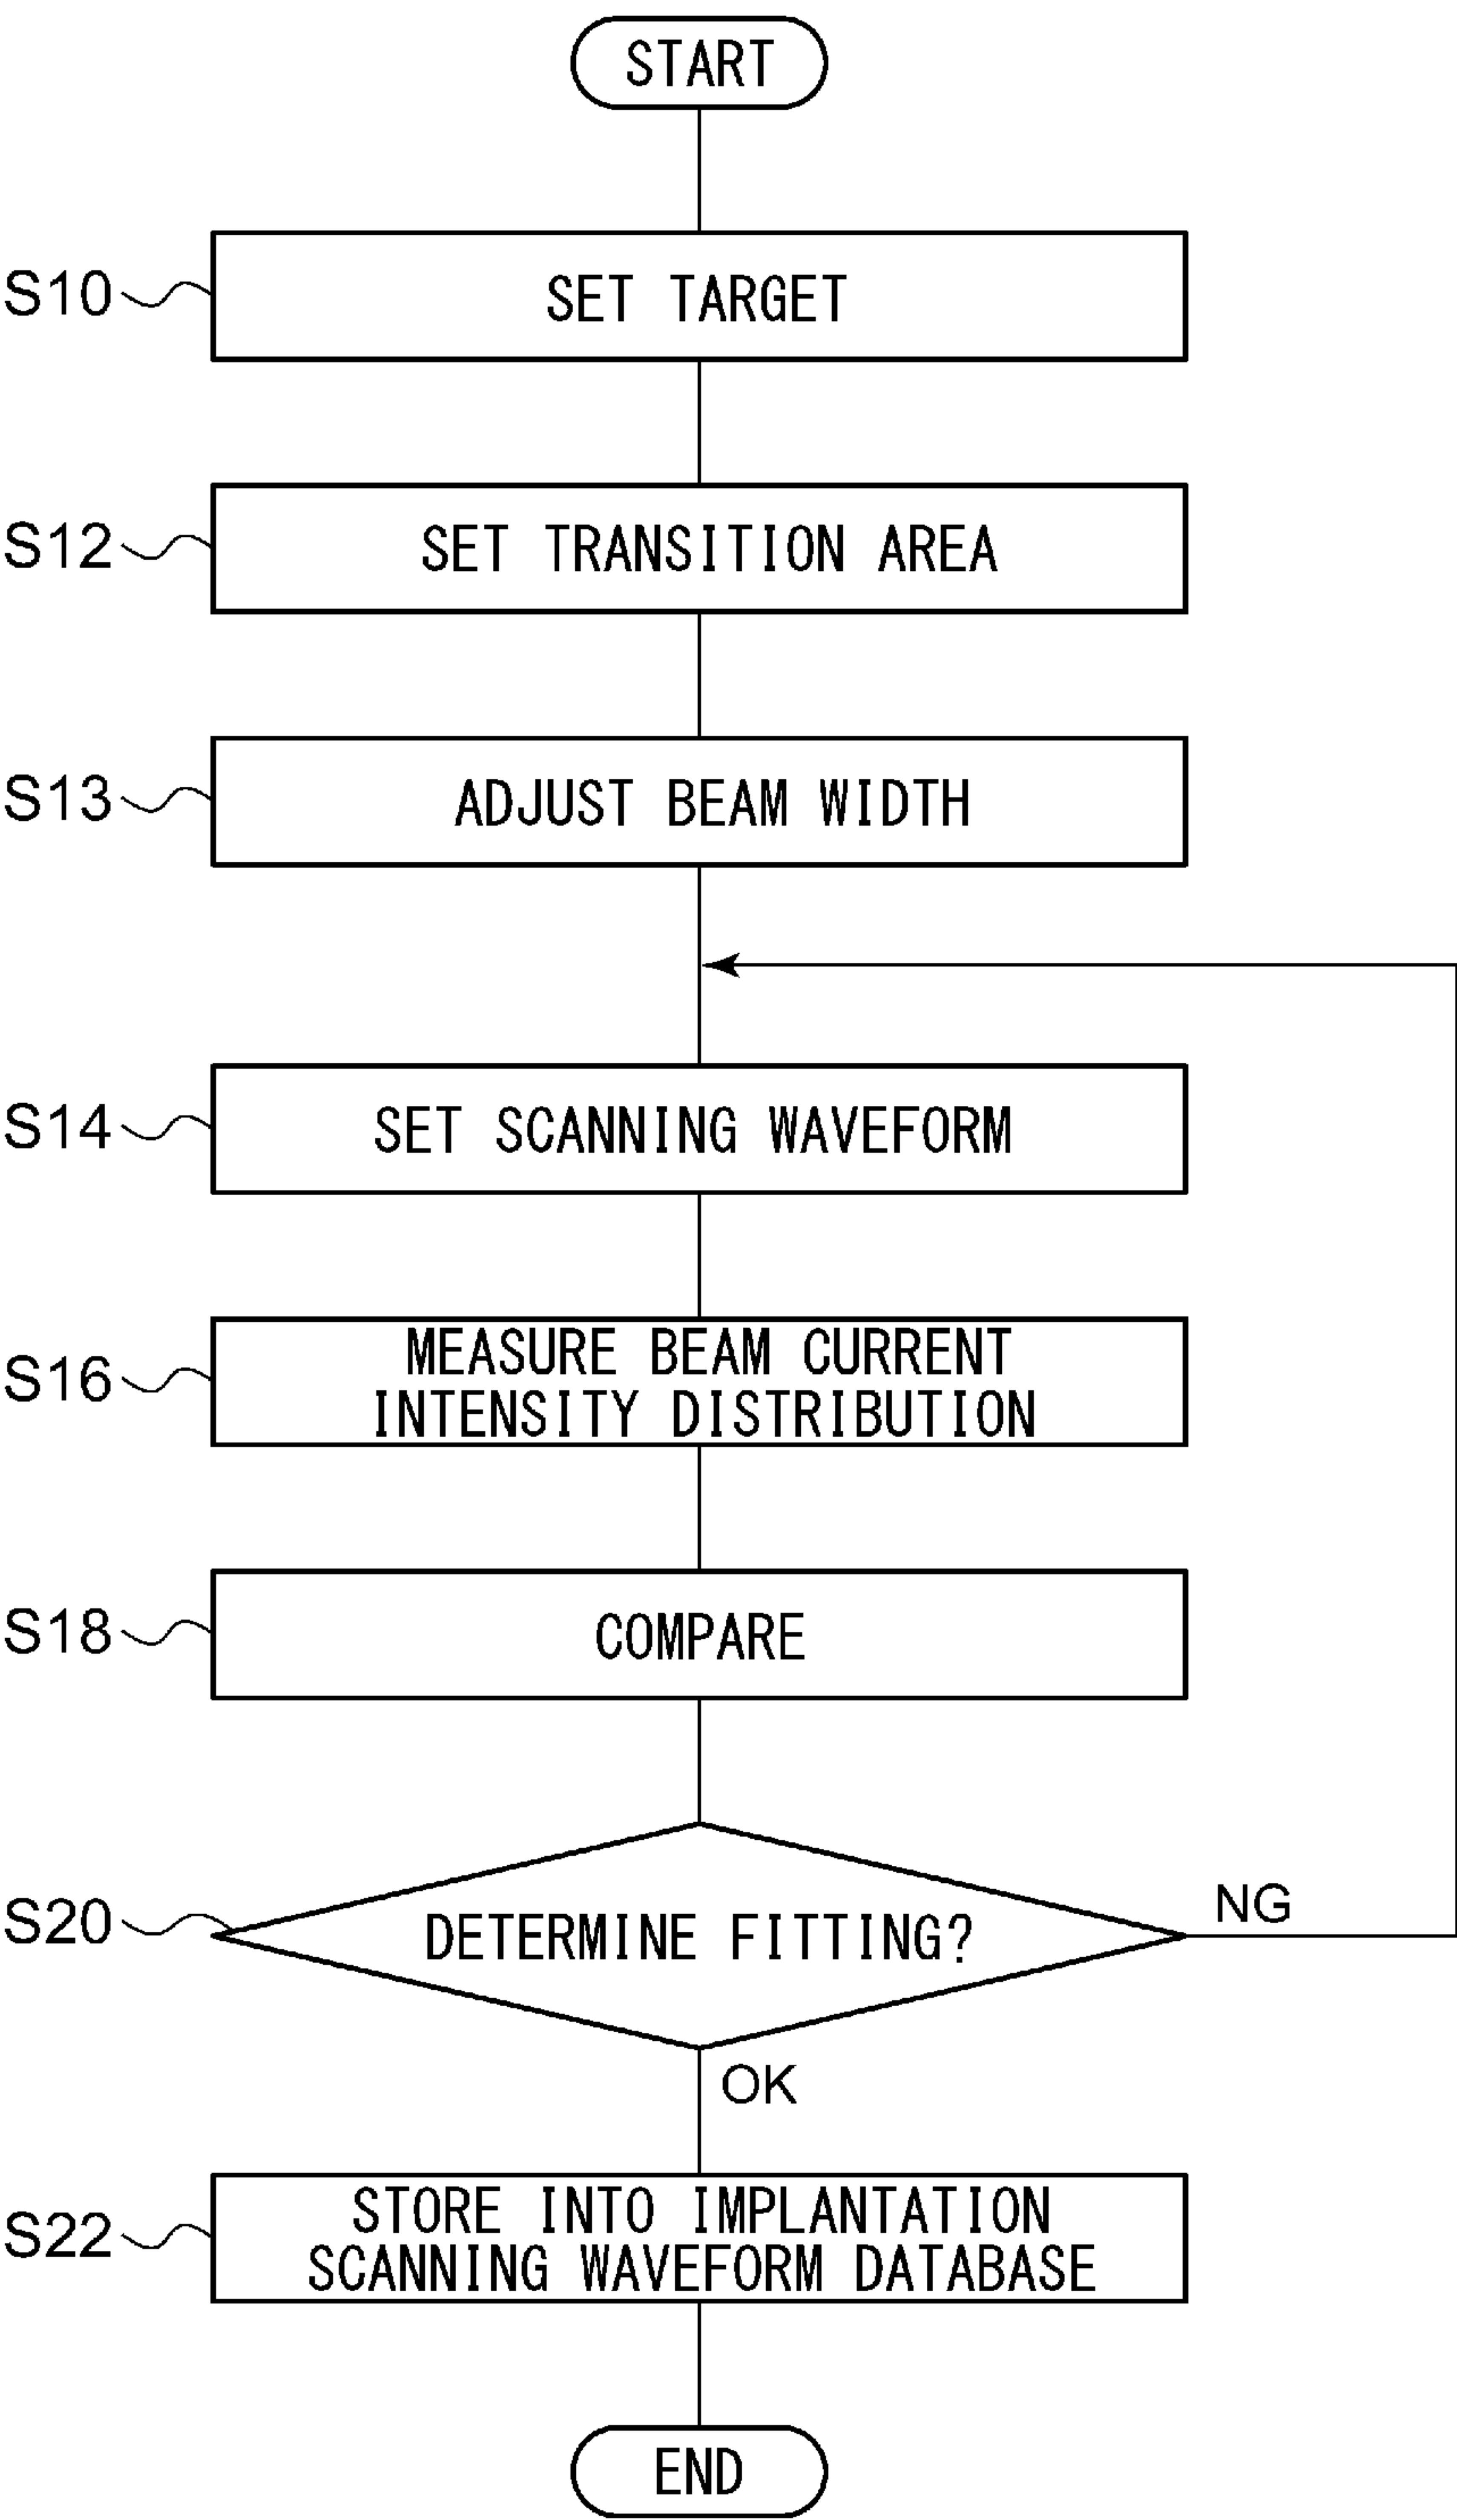 START
S10
SET TARGET
S12
SET TRANSITION AREA
S13
ADJUST BEAM WIDTH
S14
SET SCANNING WAVEFORM
S16
MEASURE BEAM CURRENT
INTENSITY DISTRIBUTION
S18
COMPARE
S20
DETERMINE FITTING?
NG
OK
S22
STORE INTO IMPLANTATION
SCANNING WAVEFORM DATABASE
END